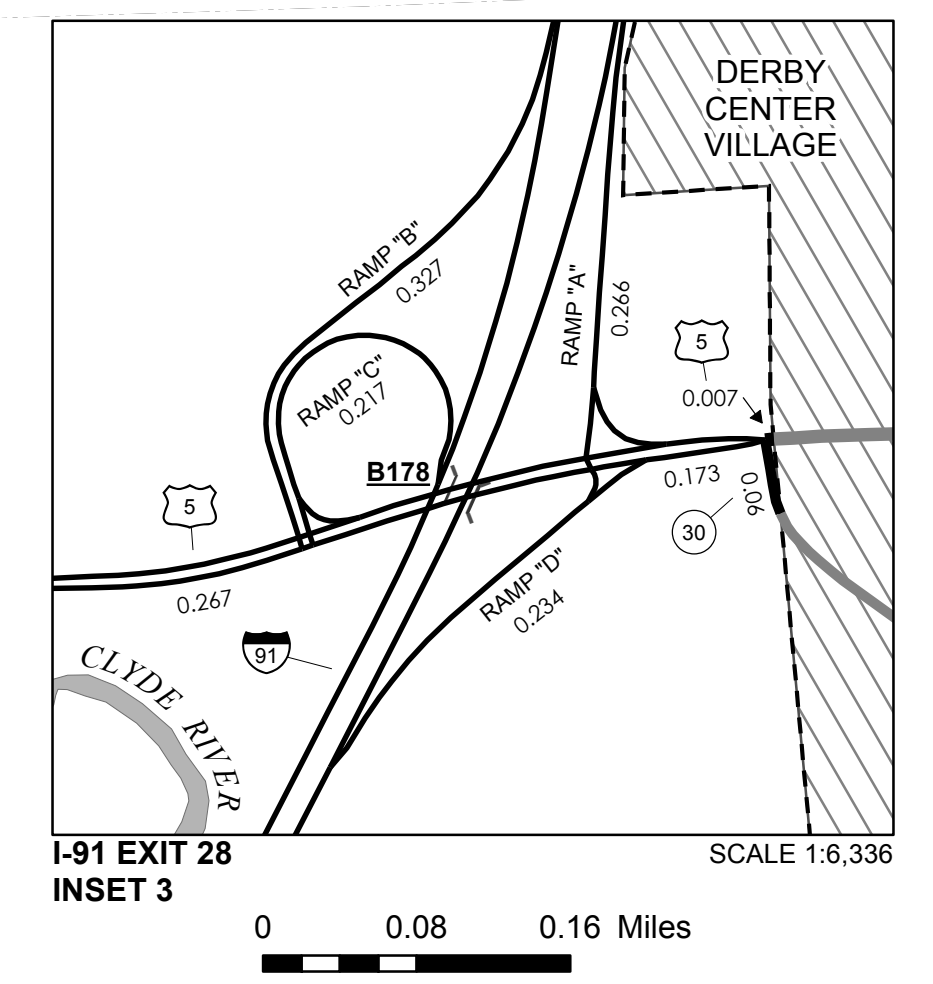 DERBY
CENTER
VILLAGE
RAMP "B"
0.327
RAMP "A"
0.266
5
0.007
RAMP "C"
0.217
B178
0.173
0.06
30
5
0.267
RAMP "D"
0.234
91
CLYDE RIVER
I-91 EXIT 28
INSET 3
SCALE 1:6,336
0 0.08 0.16 Miles